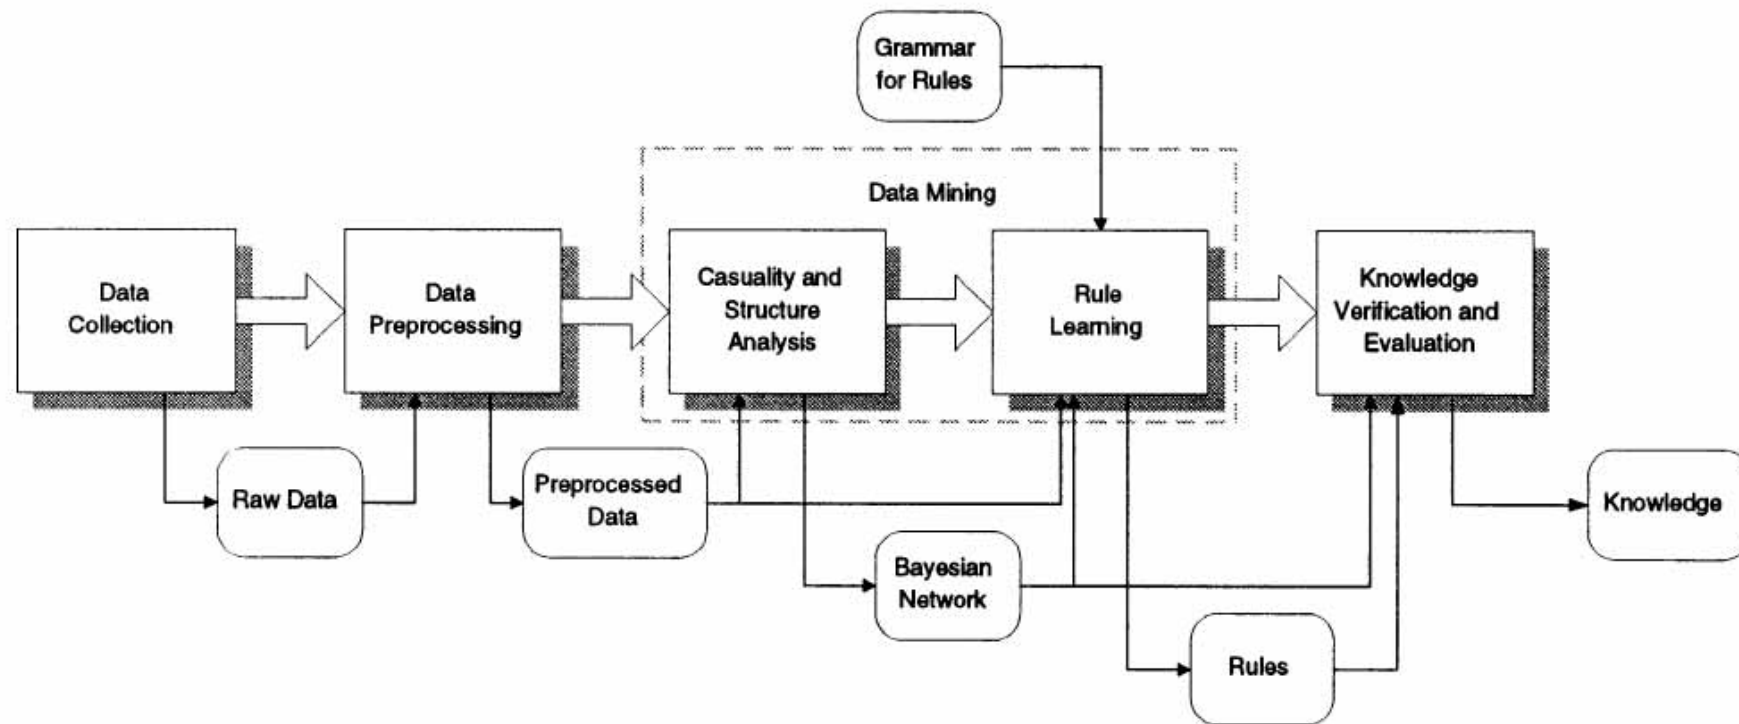 Grammar
for Rules
Data Mining
Data
Collection
Data
Preprocessing
Casuality and
Structure
Analysis
Rule
Learning
Knowledge
Verification and
Evaluation
Raw Data
Preprocessed
Data
Bayesian
Network
Rules
Knowledge